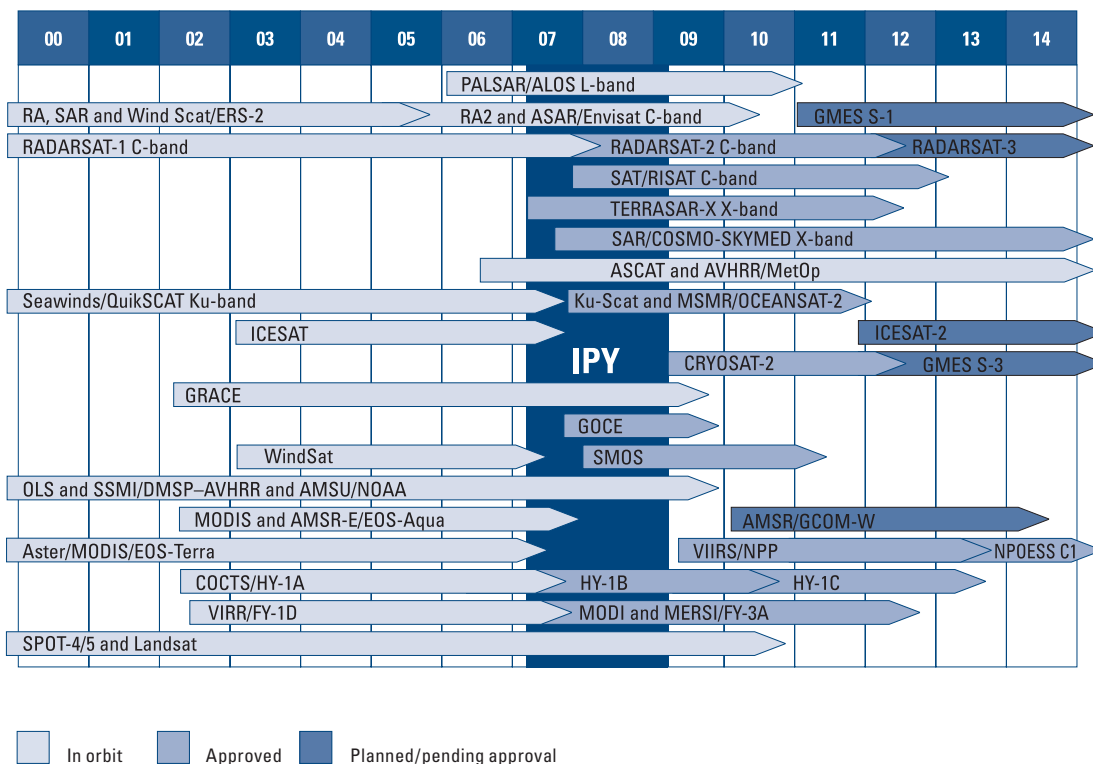 00 01 02 03 04 05 06 07 08 09 10 11 12 13 14
PALSAR/ALOS L-band
RA, SAR and Wind Scat/ERS-2 RA2 and ASAR/Envisat C-band GMES S-1
RADARSAT-1 C-band RADARSAT-2 C-band RADARSAT-3
SAT/RISAT C-band
TERRASAR-X X-band
SAR/COSMO-SKYMED X-band
ASCAT and AVHRR/MetOp
Seawinds/QuikSCAT Ku-band Ku-Scat and MSMR/OCEANSAT-2
ICESAT ICESAT-2
IPY
CRYOSAT-2 GMES S-3
GRACE
GOCE
WindSat SMOS
OLS and SSMI/DMSP–AVHRR and AMSU/NOAA
MODIS and AMSR-E/EOS-Aqua AMSR/GCOM-W
Aster/MODIS/EOS-Terra VIIRS/NPP NPOESS C1
COCTS/HY-1A HY-1B HY-1C
VIRR/FY-1D MODI and MERSI/FY-3A
SPOT-4/5 and Landsat
In orbit Approved Planned/pending approval